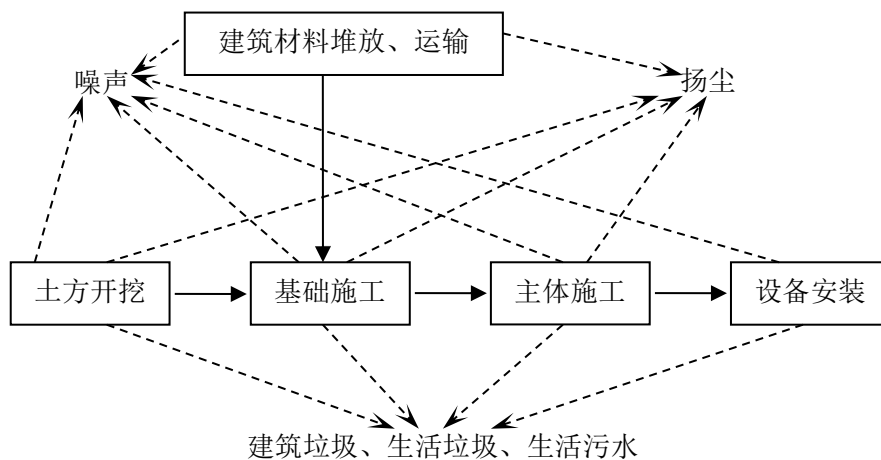 建筑材料堆放、运输
噪声
扬尘
土方开挖
基础施工
主体施工
设备安装
建筑垃圾、生活垃圾、生活污水